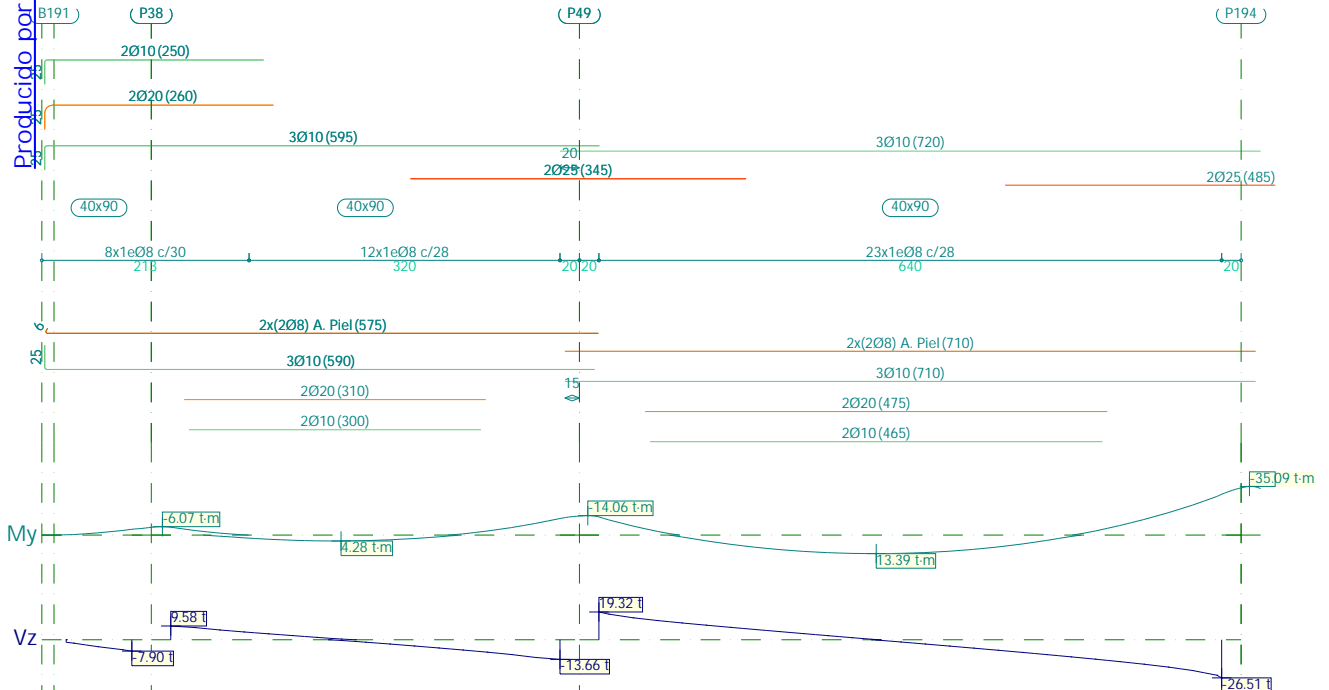 Producido por
B191
P38
P49
P194
2Ø10 (250)
25
2Ø20 (260)
25
3Ø10 (595)
25
20
3Ø10 (720)
2Ø25 (345)
2Ø25 (485)
40x90
40x90
40x90
8x1eØ8 c/30
12x1eØ8 c/28
23x1eØ8 c/28
213
320
20
20
640
20
6
2x(2Ø8) A. Piel (575)
2x(2Ø8) A. Piel (710)
25
3Ø10 (590)
3Ø10 (710)
15
2Ø20 (310)
2Ø20 (475)
2Ø10 (300)
2Ø10 (465)
My
-6.07 t·m
4.28 t·m
-14.06 t·m
13.39 t·m
-35.09 t·m
Vz
-7.90 t
9.58 t
-13.66 t
19.32 t
-26.51 t